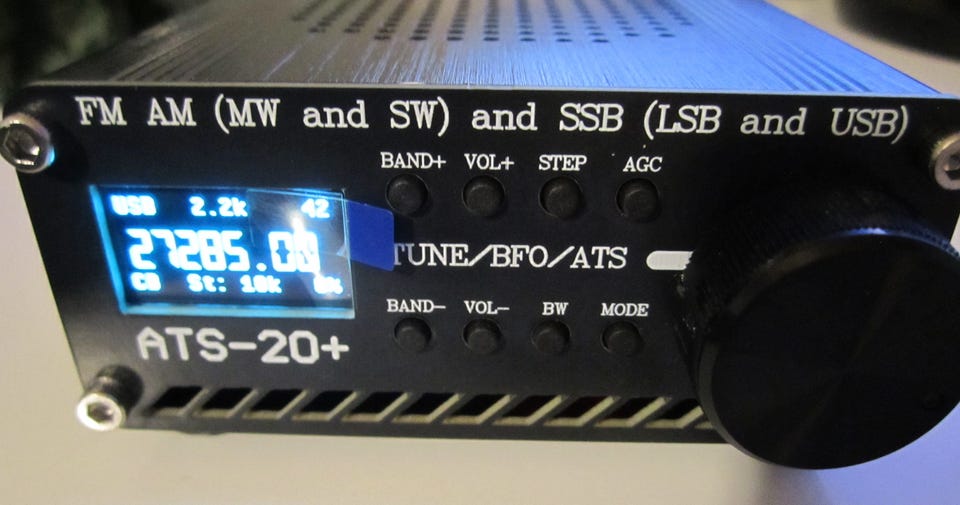 FM AM (MW and SW) and SSB (LSB and USB)
BAND+ VOL+ STEP AGC
USB 2.2k 42
27285.00
CB St: 10k 0%
TUNE/BFO/ATS
BAND- VOL- BW MODE
ATS-20+